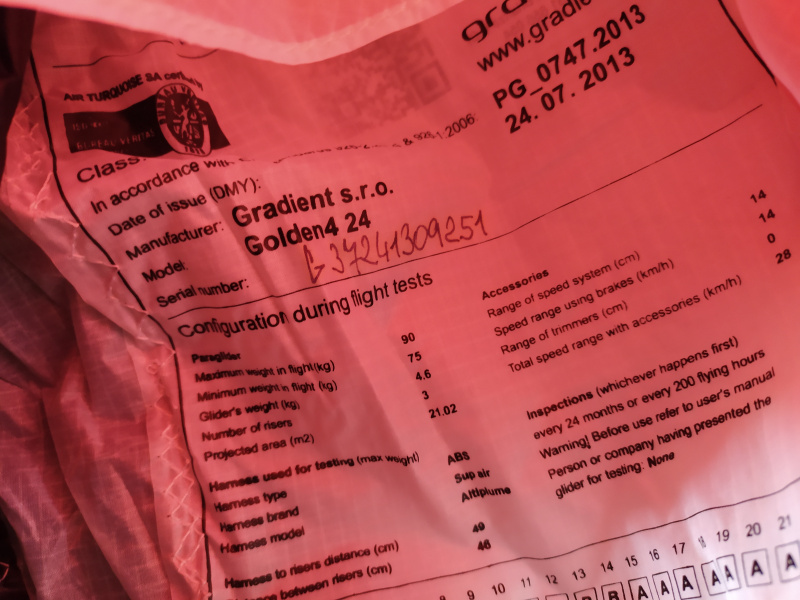 www.gradie
AIR TURQUOISE SA certified
PG_0747.2013
24. 07. 2013
Class
In accordance with
& 926-1:2006:
Date of issue (DMY):
Manufacturer: Gradient s.r.o.
Model: Golden4 24
Serial number: G37241309251
Configuration during flight tests
Paraglider
Maximum weight in flight(kg) 90
Minimum weight in flight (kg) 75
Glider's weight (kg) 4.6
Number of risers 3
Projected area (m2) 21.02
Harness used for testing (max weight)
Harness type ABS
Harness brand Sup'air
Harness model Altiplume
Harness to risers distance (cm) 49
between risers (cm) 46
Accessories
Range of speed system (cm) 14
Speed range using brakes (km/h) 14
Range of trimmers (cm) 0
Total speed range with accessories (km/h) 28
Inspections (whichever happens first)
every 24 months or every 200 flying hours
Warning! Before use refer to user's manual
Person or company having presented the
glider for testing: None
9 10 11 12 13 14 15 16 17 18 19 20 21
B A A A A A A A